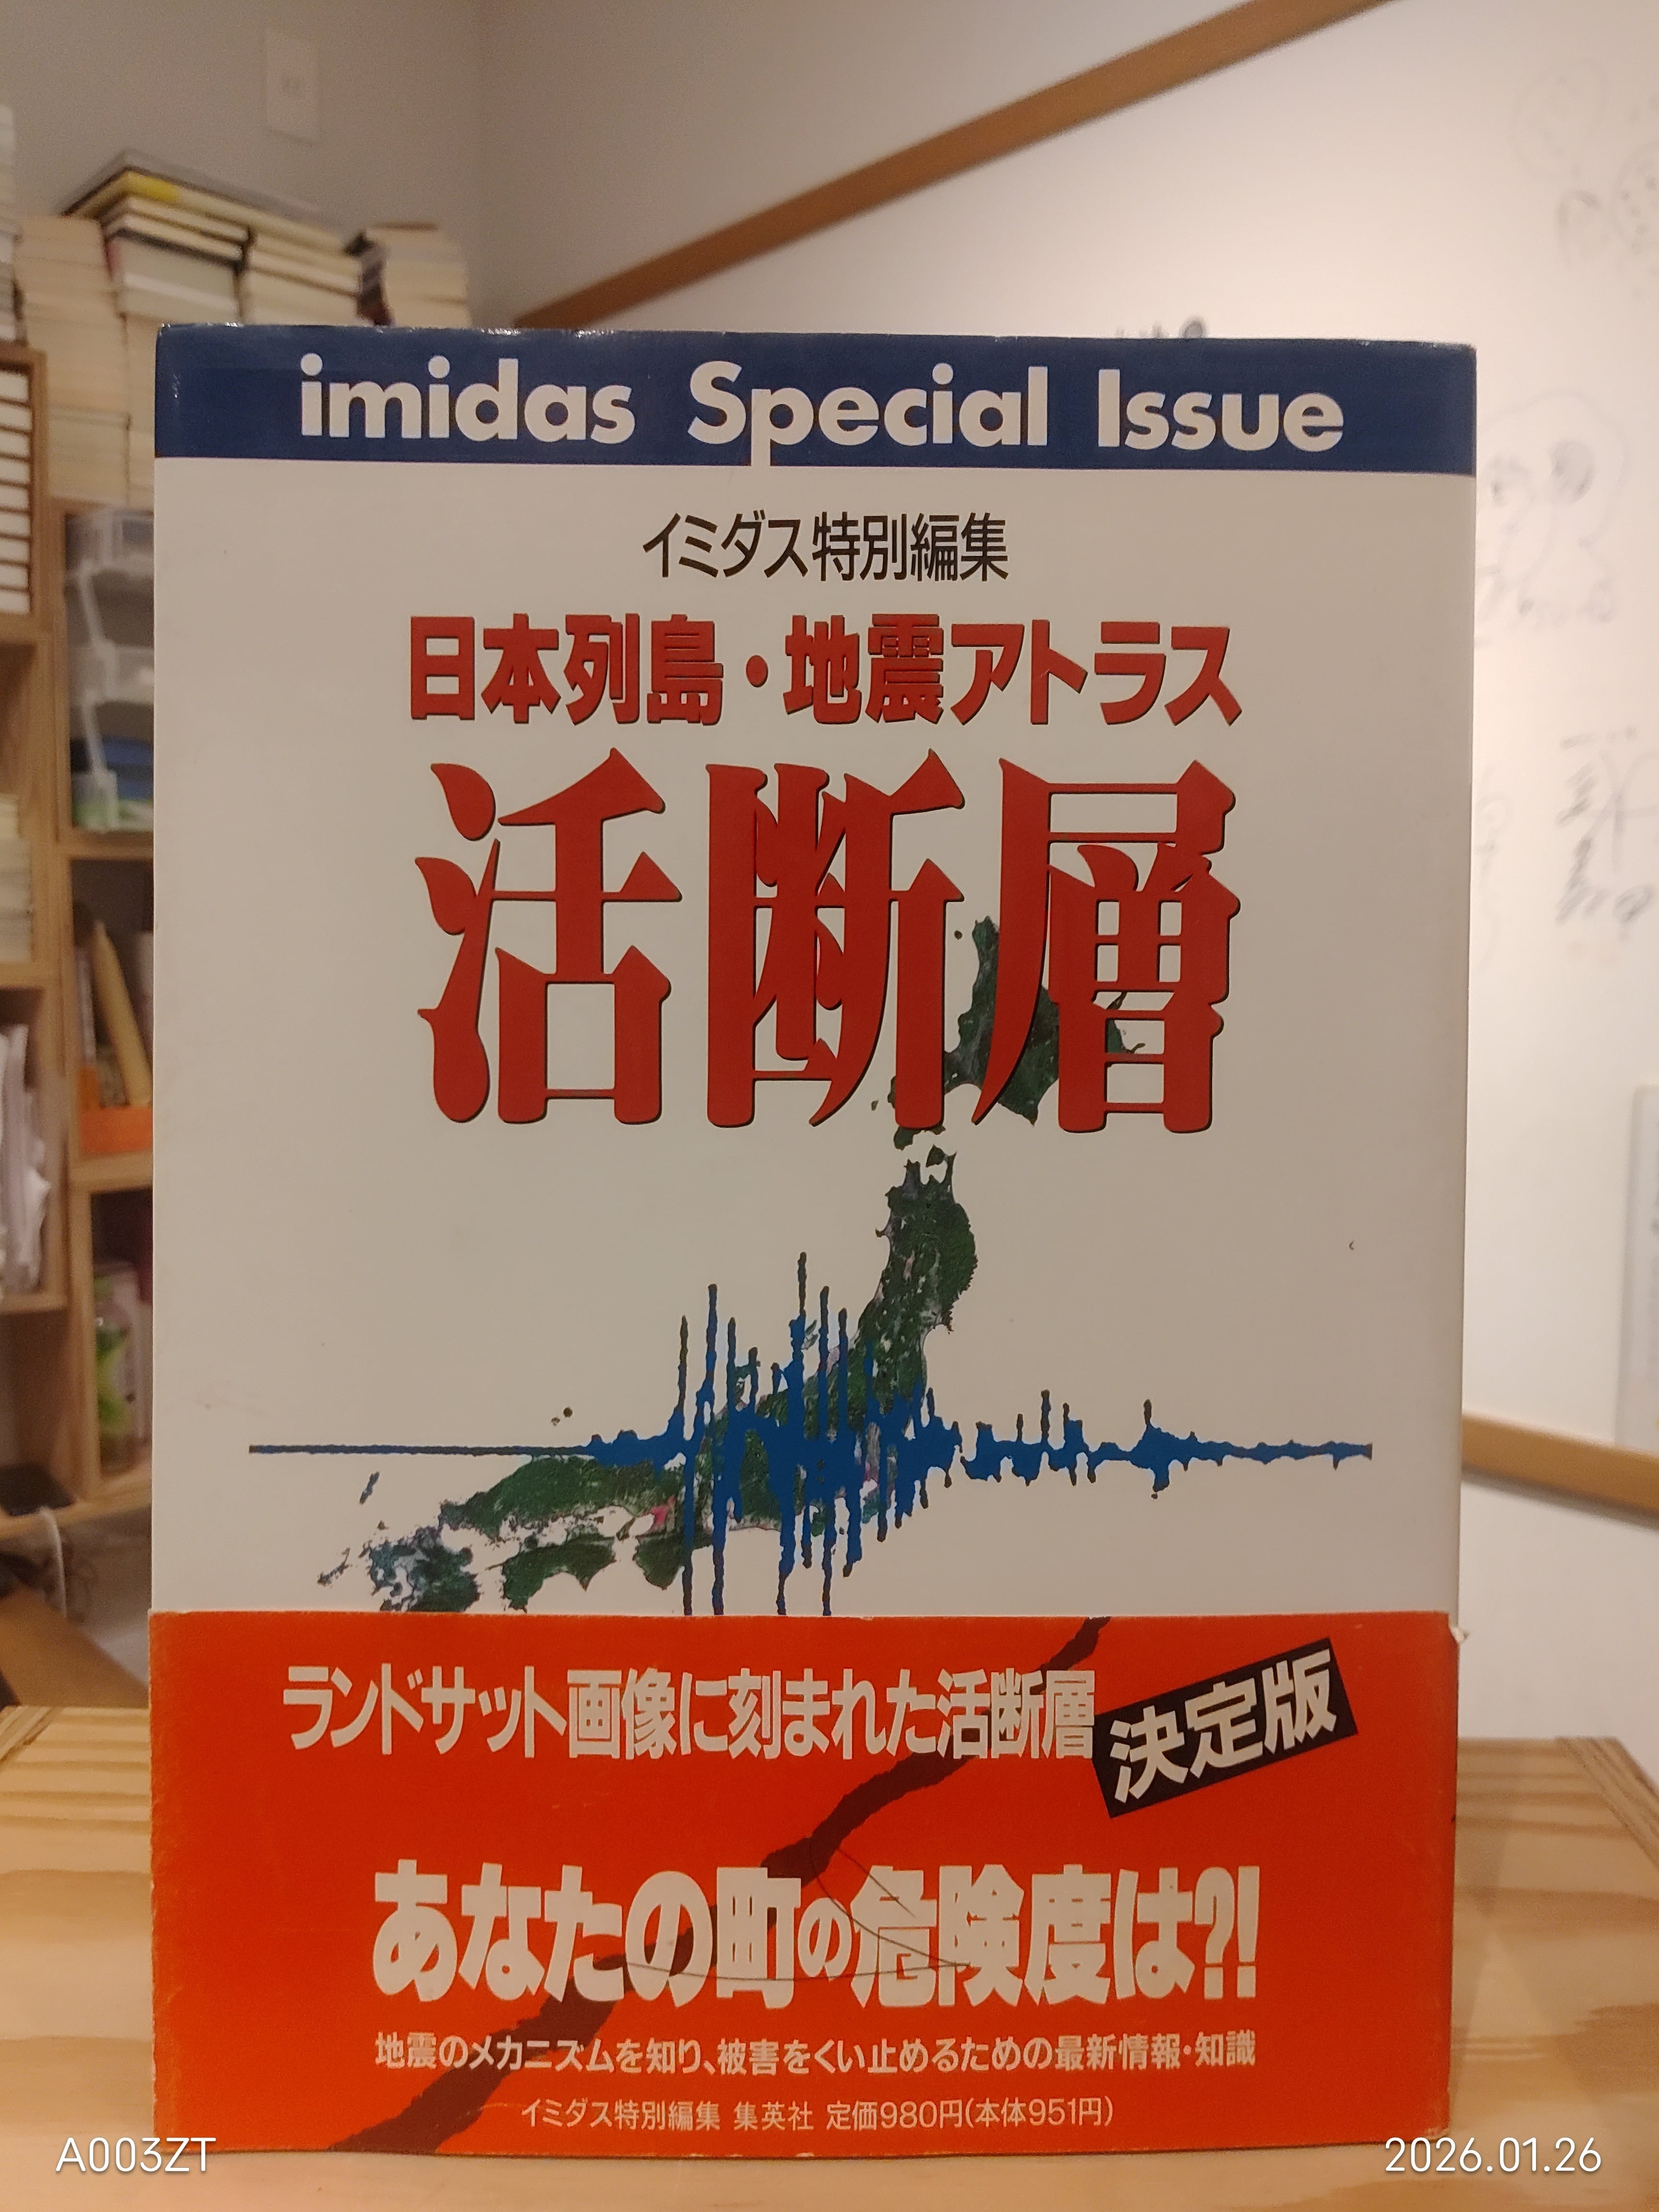 imidas Special Issue
イミダス特別編集
日本列島・地震アトラス
活断層
ランドサット画像に刻まれた活断層
決定版
あなたの町の危険度は?!
地震のメカニズムを知り、被害をくい止めるための最新情報・知識
イミダス特別編集 集英社 定価980円(本体951円)
A003ZT
2026.01.26